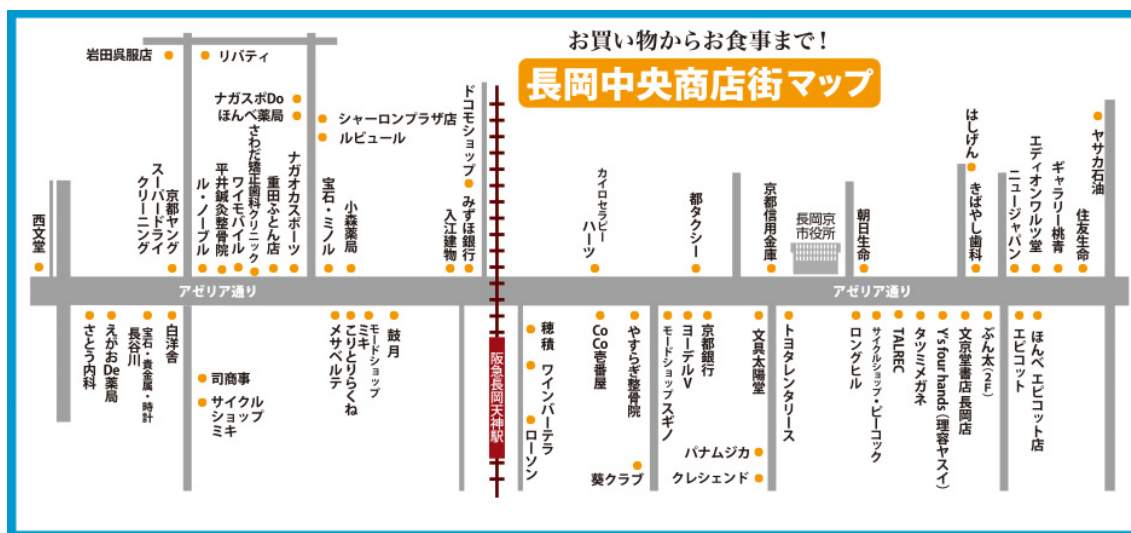 お買い物からお食事まで!
長岡中央商店街マップ
岩田呉服店
リバティ
ナガスポDo
ほんべ薬局
シャーロンプラザ店
ルビュール
西文堂
スーパードライ
クリーニング
京都ヤング
ル・ノーブル
平井鍼灸整骨院
ワイモバイル
さわだ矯正歯科クリニック
重田ふとん店
ナガオカスポーツ
宝石・ミノル
小森薬局
ドコモショップ
入江建物
みずほ銀行
カイロセラピー
ハーツ
都タクシー
京都信用金庫
長岡京
市役所
朝日生命
はしげん
きばやし歯科
ニュージャパン
エディオンワルツ堂
ギャラリー桃青
住友生命
ヤサカ石油
アゼリア通り
アゼリア通り
さとう内科
えがおDe薬局
宝石・貴金属・時計
長谷川
白洋舎
司商事
サイクル
ショップ
ミキ
メサベルテ
こりとりらくね
モードショップ
ミキ
鼓月
阪急長岡天神駅
穂積
ワインバーテラ
ローソン
CoCo壱番屋
やすらぎ整骨院
葵クラブ
モードショップスギノ
ヨーデルV
京都銀行
文具太陽堂
パナムジカ
クレシェンド
トヨタレンタリース
ロングヒル
サイクルショップ・ピーコック
TALREC
タツミメガネ
Y's four hands (理容ヤスイ)
文京堂書店 長岡店
ぶん太(2F)
エピコット
ほんべ エピコット店